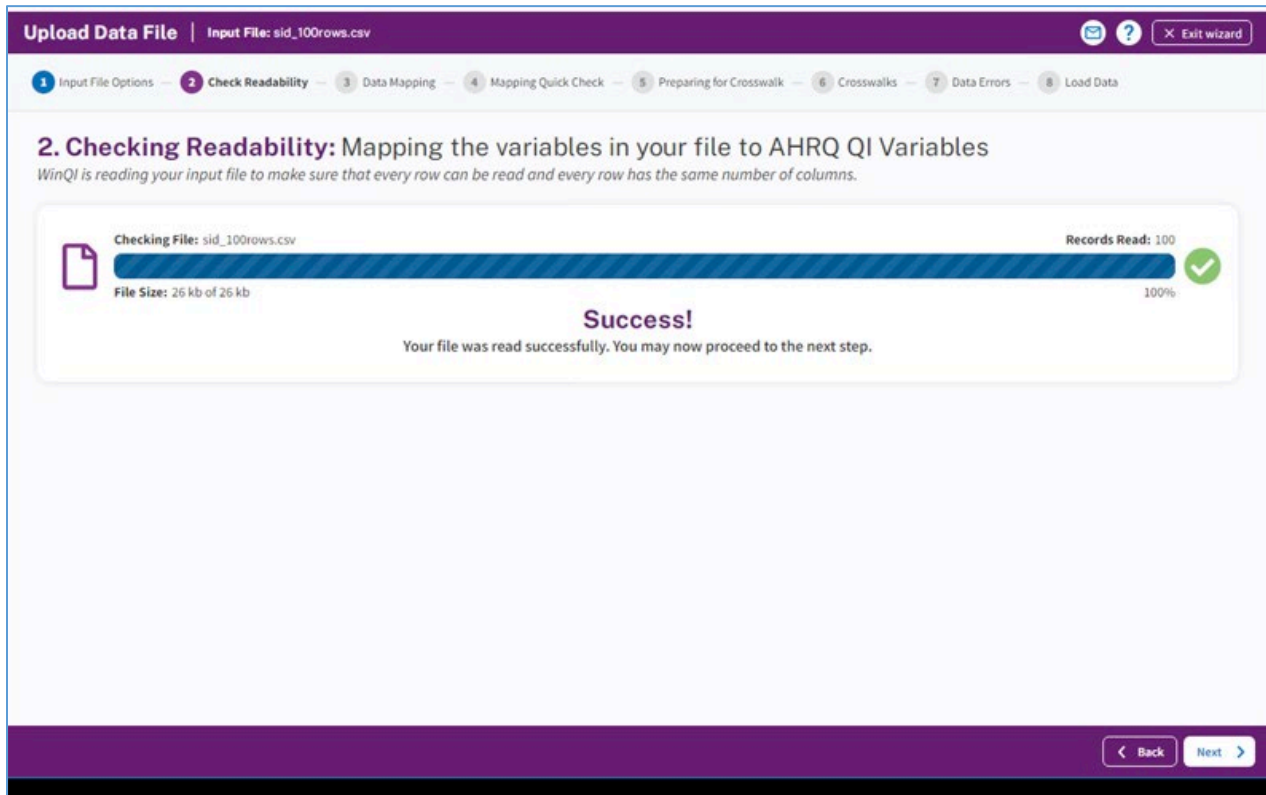 Upload Data File | Input File: sid_100rows.csv ? × Exit wizard
1 Input File Options — 2 Check Readability — 3 Data Mapping — 4 Mapping Quick Check — 5 Preparing for Crosswalk — 6 Crosswalks — 7 Data Errors — 8 Load Data
2. Checking Readability: Mapping the variables in your file to AHRQ QI Variables
WinQI is reading your input file to make sure that every row can be read and every row has the same number of columns.
Checking File: sid_100rows.csv Records Read: 100
File Size: 26 kb of 26 kb 100%
Success!
Your file was read successfully. You may now proceed to the next step.
< Back Next >